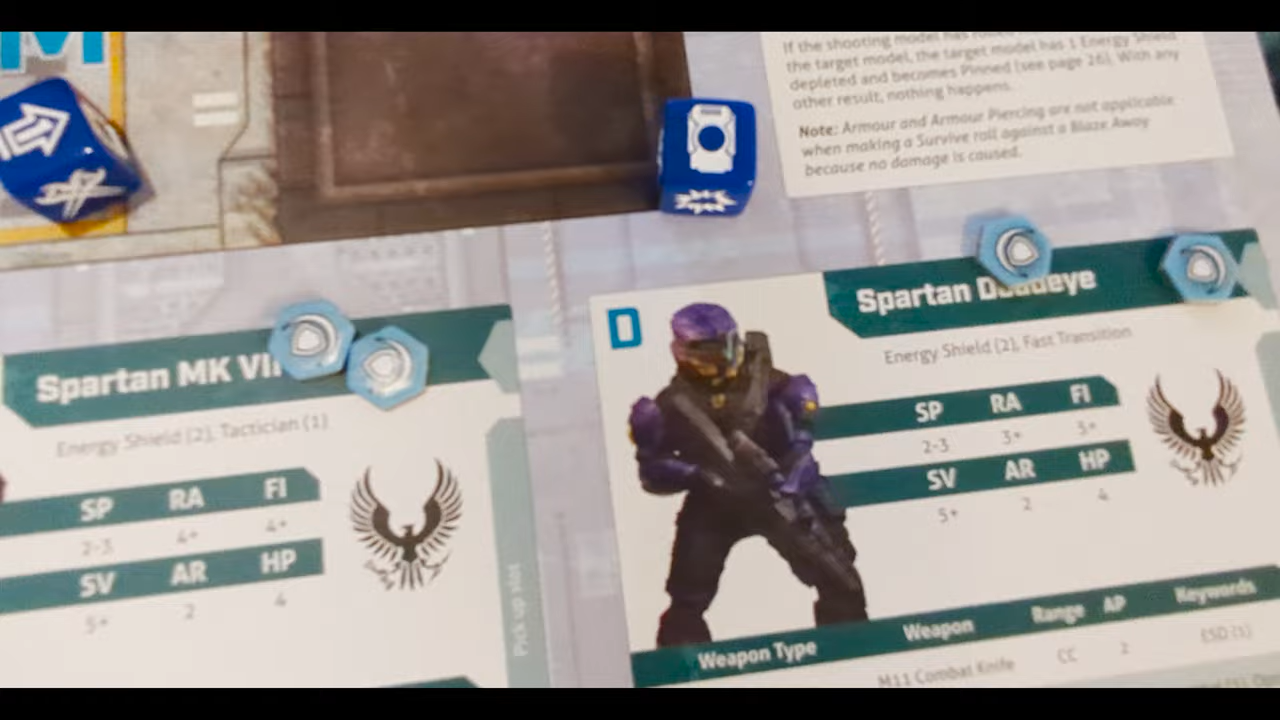 M
If the shooting model has
the target model, the target model has 1 Energy Shield
depleted and becomes Pinned (see page 26). With any
other result, nothing happens.
Note: Armour and Armour Piercing are not applicable
when making a Survive roll against a Blaze Away
because no damage is caused.
Spartan MK VII
Energy Shield (2), Tactician (1)
SP RA FI
2-3 4+ 4+
SV AR HP
5+ 2 4
PICK UP AID
D
Spartan Deadeye
Energy Shield (2), Fast Transition
SP RA FI
2-3 3+ 5+
SV AR HP
5+ 2 4
Weapon Type Weapon Range AP Keywords
M11 Combat Knife CC 2 ESD (1)